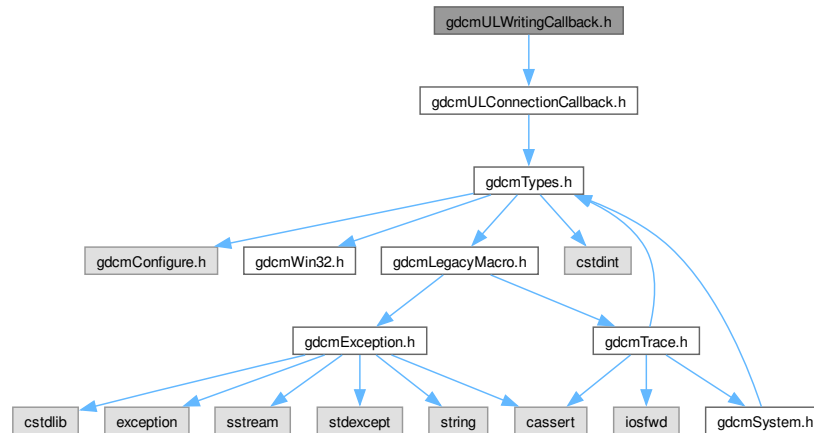 gdcmULWritingCallback.h
gdcmULConnectionCallback.h
gdcmTypes.h
gdcmConfigure.h
gdcmWin32.h
gdcmLegacyMacro.h
cstdint
gdcmException.h
gdcmTrace.h
cstdlib
exception
sstream
stdexcept
string
cassert
iosfwd
gdcmSystem.h